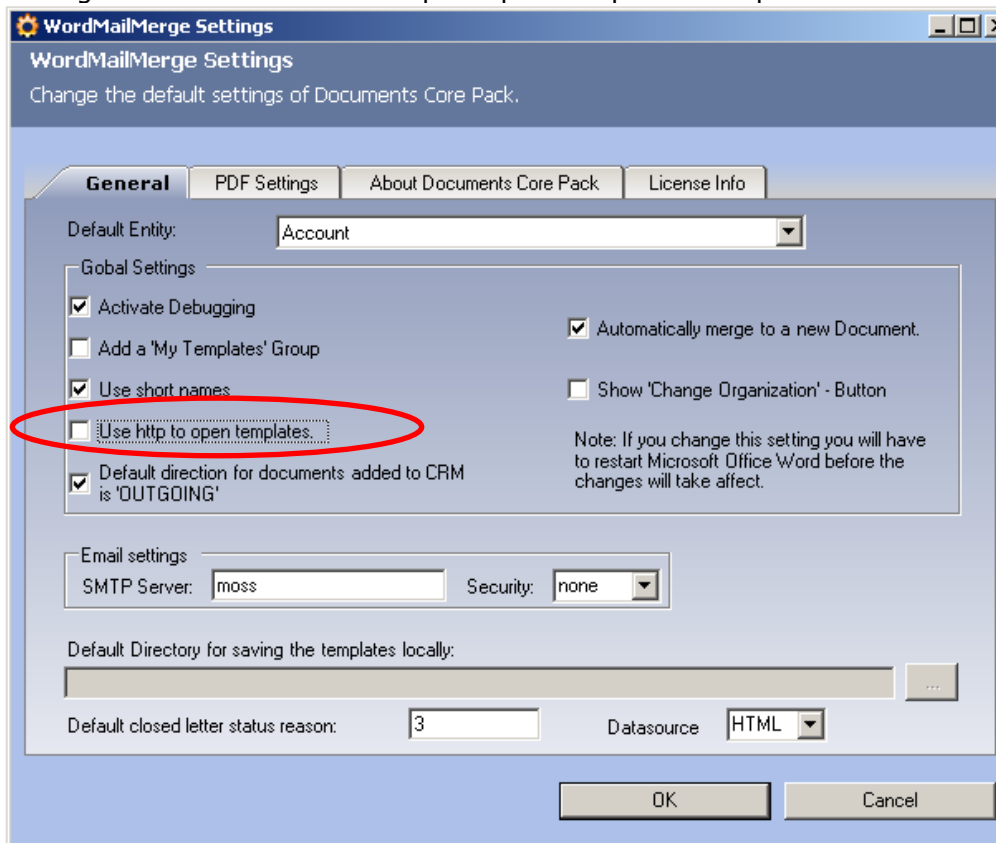 WordMailMerge Settings
WordMailMerge Settings
Change the default settings of Documents Core Pack.
General
PDF Settings
About Documents Core Pack
License Info
Default Entity:
Account
Gobal Settings
Activate Debugging
Automatically merge to a new Document.
Add a 'My Templates' Group
Use short names
Show 'Change Organization' - Button
Use http to open templates.
Note: If you change this setting you will have
to restart Microsoft Office Word before the
changes will take affect.
Default direction for documents added to CRM
is 'OUTGOING'
Email settings
SMTP Server:
moss
Security:
none
Default Directory for saving the templates locally:
...
Default closed letter status reason:
3
Datasource
HTML
OK
Cancel